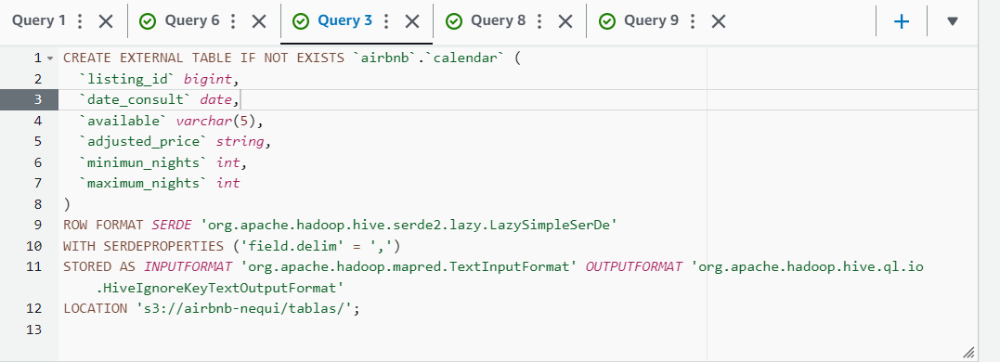 Query 1 Query 6 Query 3 Query 8 Query 9
1 CREATE EXTERNAL TABLE IF NOT EXISTS `airbnb`.`calendar` (
2 `listing_id` bigint,
3 `date_consult` date,
4 `available` varchar(5),
5 `adjusted_price` string,
6 `minimun_nights` int,
7 `maximum_nights` int
8 )
9 ROW FORMAT SERDE 'org.apache.hadoop.hive.serde2.lazy.LazySimpleSerDe'
10 WITH SERDEPROPERTIES ('field.delim' = ',')
11 STORED AS INPUTFORMAT 'org.apache.hadoop.mapred.TextInputFormat' OUTPUTFORMAT 'org.apache.hadoop.hive.ql.io
.HiveIgnoreKeyTextOutputFormat'
12 LOCATION 's3://airbnb-nequi/tablas/';
13